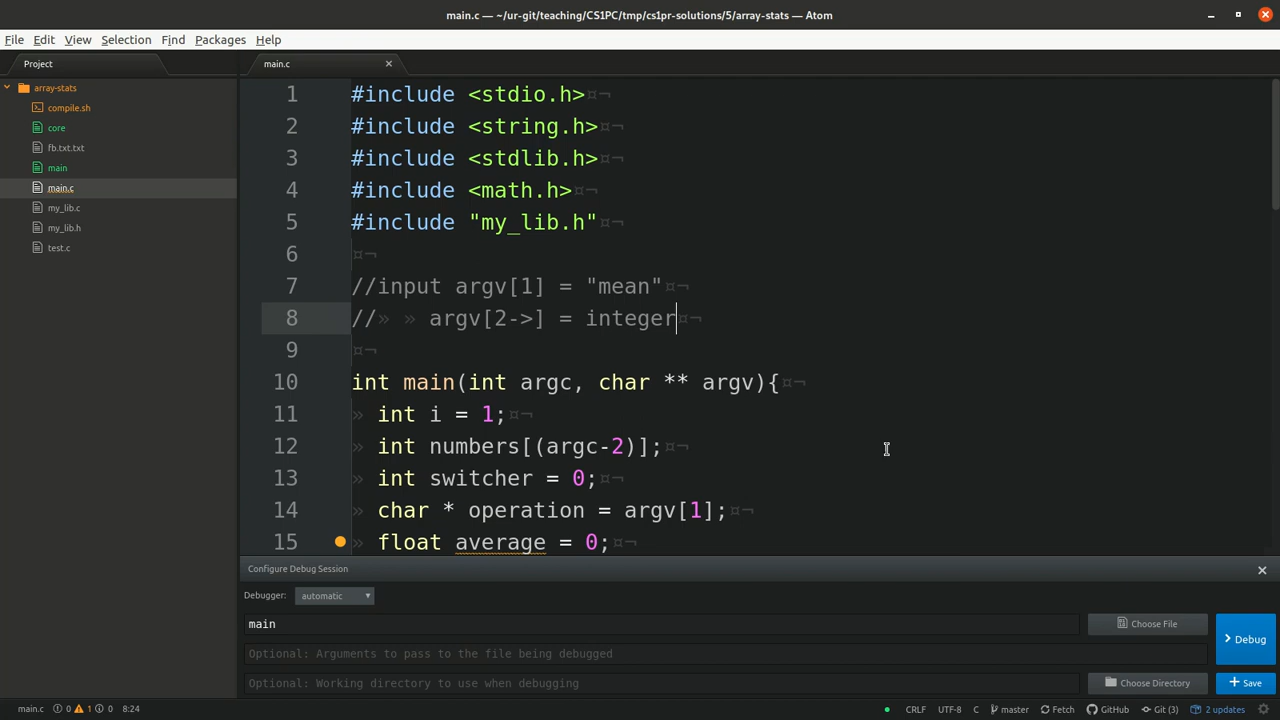 main.c — ~/ur-git/teaching/CS1PC/tmp/cs1pr-solutions/5/array-stats — Atom
File Edit View Selection Find Packages Help
Project
main.c
array-stats
compile.sh
core
fb.txt.txt
main
main.c
my_lib.c
my_lib.h
test.c
1 #include <stdio.h>¤¬
2 #include <string.h>¤¬
3 #include <stdlib.h>¤¬
4 #include <math.h>¤¬
5 #include "my_lib.h"¤¬
6 ¤¬
7 //input argv[1] = "mean"¤¬
8 //» » argv[2->] = integer¤¬
9 ¤¬
10 int main(int argc, char ** argv){¤¬
11 » int i = 1;¤¬
12 » int numbers[(argc-2)];¤¬
13 » int switcher = 0;¤¬
14 » char * operation = argv[1];¤¬
15 » float average = 0;¤¬
Configure Debug Session
Debugger: automatic
main Choose File
Debug
Optional: Arguments to pass to the file being debugged
Optional: Working directory to use when debugging Choose Directory Save
main.c 0 1 0 8:24 CRLF UTF-8 C master Fetch GitHub Git (3) 2 updates